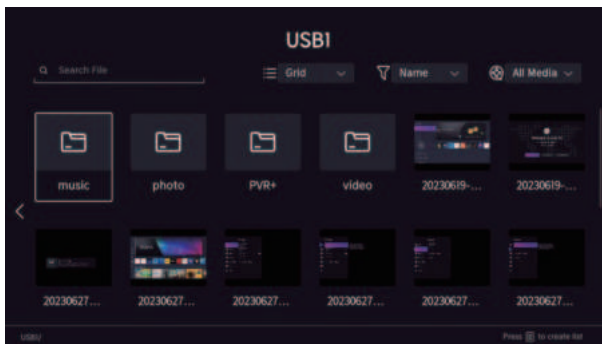 USB1
Search File
Grid
Name
All Media
music
photo
PVR+
video
20230619-...
20230619-...
20230627...
20230627...
20230627...
20230627...
20230627...
20230627...
USB1/
Press to create list